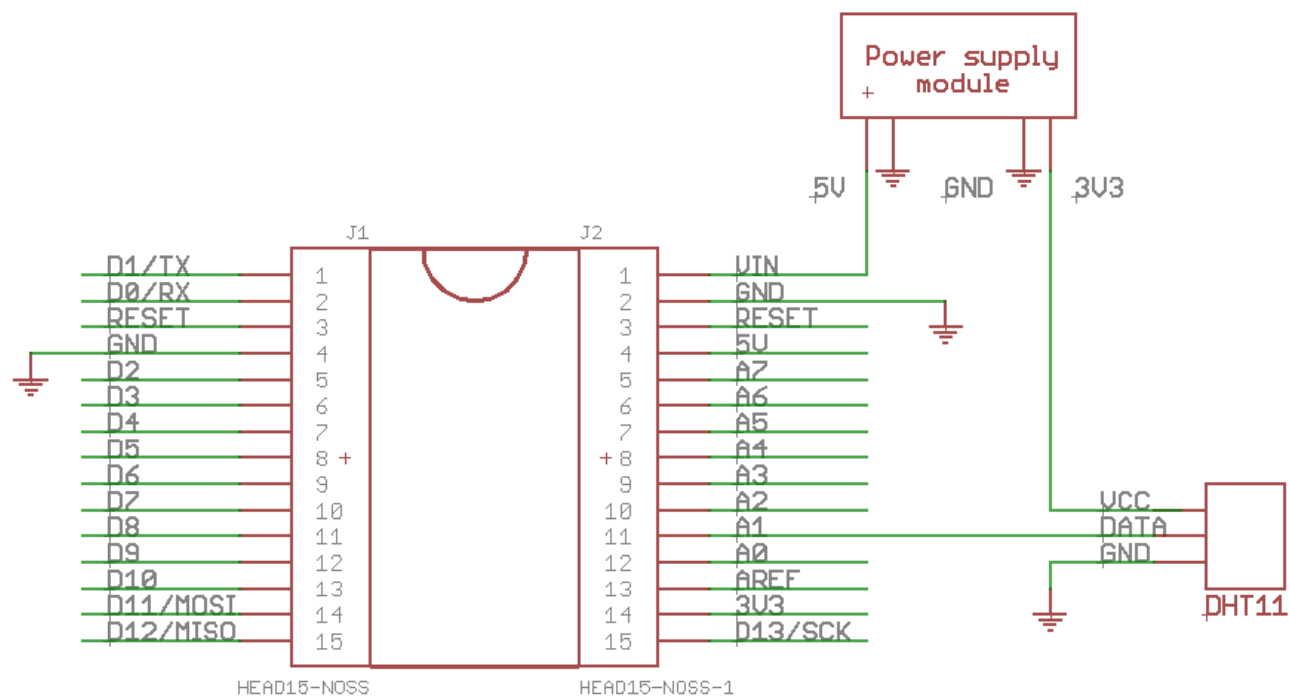 Power supply
module
+
5V GND 3V3
J1 J2
D1/TX 1 1 VIN
D0/RX 2 2 GND
RESET 3 3 RESET
GND 4 4 5V
D2 5 5 A7
D3 6 6 A6
D4 7 7 A5
D5 8 + + 8 A4
D6 9 9 A3
D7 10 10 A2 VCC
D8 11 11 A1 DATA
D9 12 12 A0 GND
D10 13 13 AREF
D11/MOSI 14 14 3V3 DHT11
D12/MISO 15 15 D13/SCK
HEAD15-NOSS HEAD15-NOSS-1